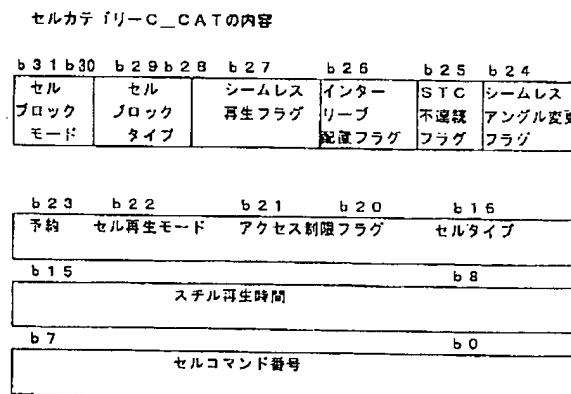 セルカテゴリーC_CATの内容
b31b30 b29b28 b27 b26 b25 b24
セル セル シームレス インター STC シームレス
ブロック ブロック 再生フラグ リーブ 不連続 アングル変更
モード タイプ 配置フラグ フラグ フラグ
b23 b22 b21 b20 b16
予約 セル再生モード アクセス制限フラグ セルタイプ
b15 b8
スチル再生時間
b7 b0
セルコマンド番号